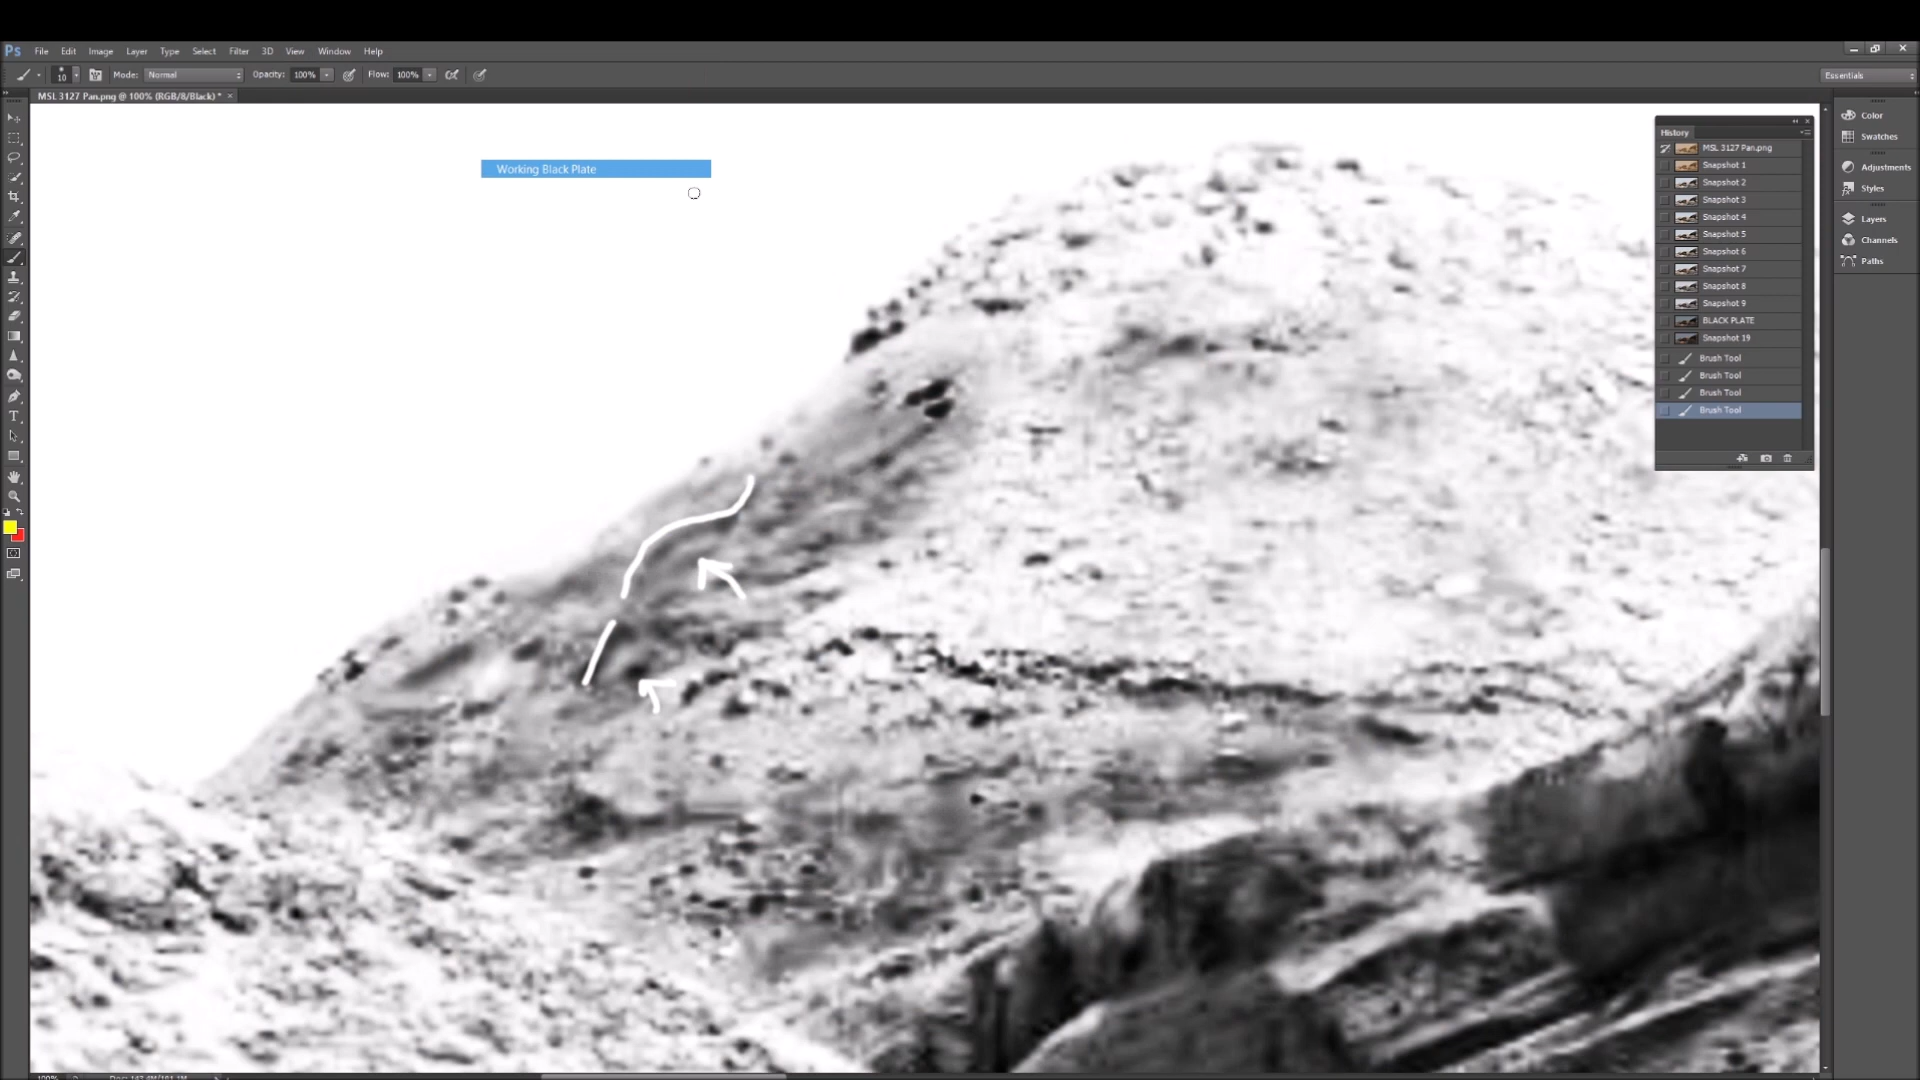 Ps File Edit Image Layer Type Select Filter 3D View Window Help
10 Mode: Normal Opacity: 100% Flow: 100% Essentials
MSL 3127 Pan.png @ 100% (RGB/8/Black) * ×
Working Black Plate
History
MSL 3127 Pan.png
Snapshot 1
Snapshot 2
Snapshot 3
Snapshot 4
Snapshot 5
Snapshot 6
Snapshot 7
Snapshot 8
Snapshot 9
BLACK PLATE
Snapshot 19
Brush Tool
Brush Tool
Brush Tool
Brush Tool
Color
Swatches
Adjustments
Styles
Layers
Channels
Paths